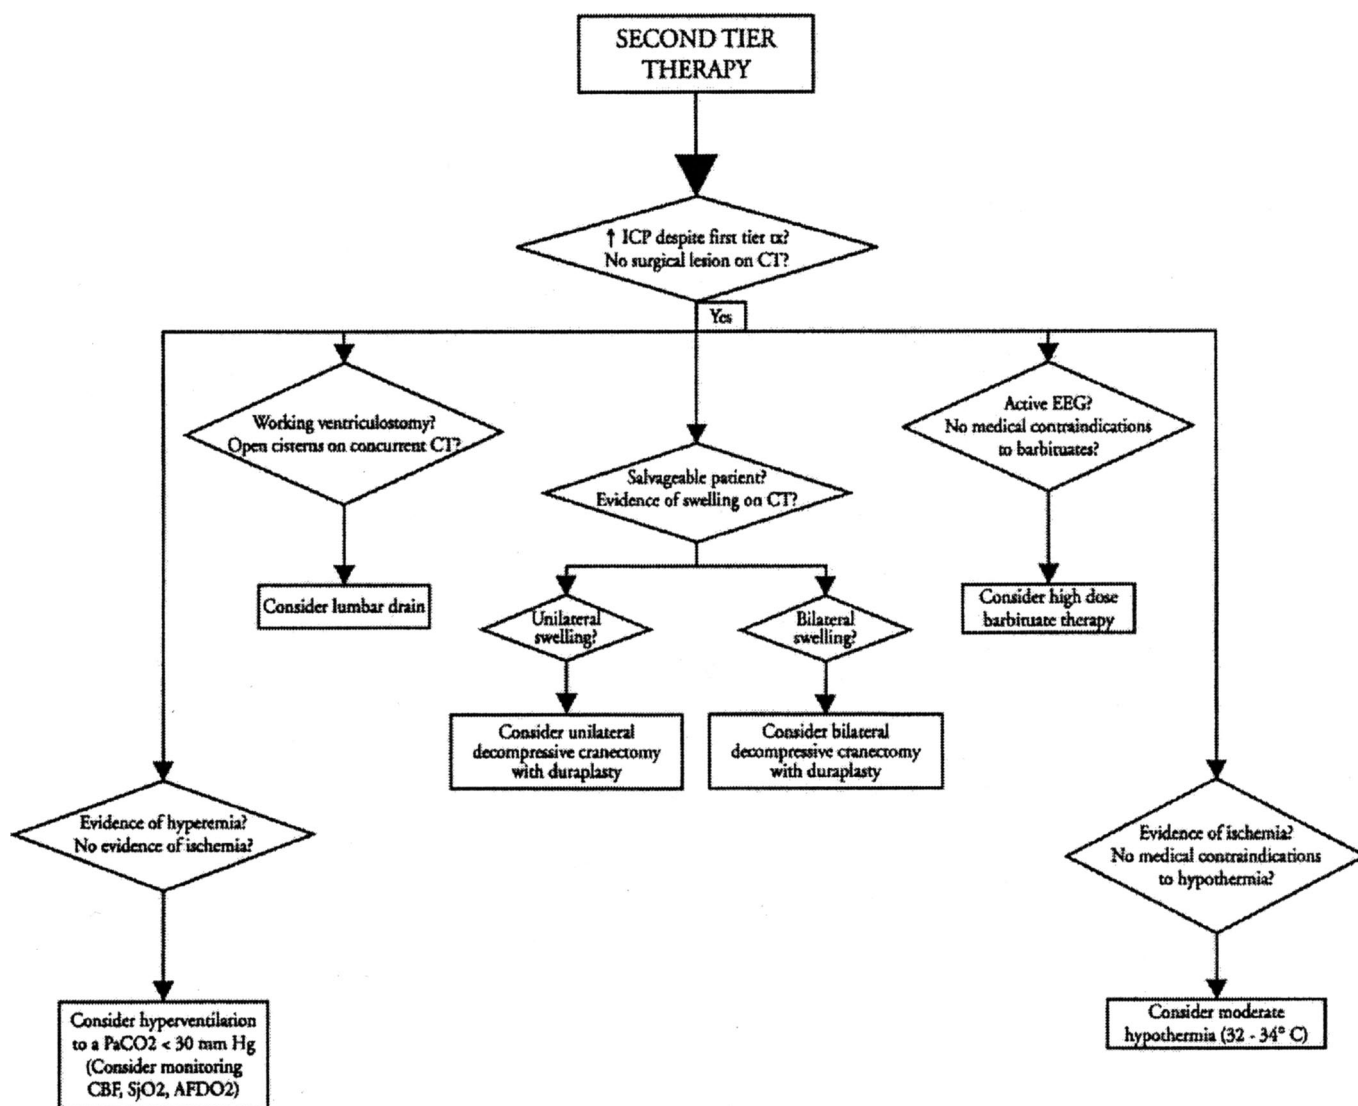 SECOND TIER
THERAPY
↑ ICP despite first tier tx?
No surgical lesion on CT?
Yes
Working ventriculostomy?
Open cisterns on concurrent CT?
Consider lumbar drain
Salvageable patient?
Evidence of swelling on CT?
Unilateral
swelling?
Bilateral
swelling?
Consider unilateral
decompressive cranectomy
with duraplasty
Consider bilateral
decompressive cranectomy
with duraplasty
Active EEG?
No medical contraindications
to barbituates?
Consider high dose
barbituate therapy
Evidence of hyperemia?
No evidence of ischemia?
Consider hyperventilation
to a PaCO2 < 30 mm Hg
(Consider monitoring
CBF, SjO2, AFDO2)
Evidence of ischemia?
No medical contraindications
to hypothermia?
Consider moderate
hypothermia (32 - 34° C)